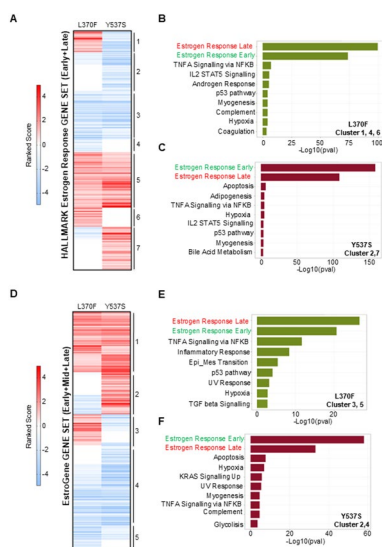 A
L370F Y537S
HALLMARK Estrogen Response GENE SET (Early+Late)
Ranked Score
4
2
0
-2
-4
1
2
3
4
5
6
7
B
Estrogen Response Late
Estrogen Response Early
TNFA Signalling via NFKB
IL2 STAT5 Signalling
Androgen Response
p53 pathway
Myogenesis
Complement
Hypoxia
Coagulation
L370F
Cluster 1, 4, 6
0 20 40 60 80 100
-Log10(pval)
C
Estrogen Response Early
Estrogen Response Late
Apoptosis
Adipogenesis
TNFA Signalling via NFKB
Hypoxia
IL2 STAT5 Signalling
p53 pathway
Myogenesis
Bile Acid Metabolism
Y537S
Cluster 2,7
0 50 100 150
-Log10(pval)
D
L370F Y537S
EstroGene GENE SET (Early+Mid+Late)
Ranked Score
4
2
0
-2
-4
1
2
3
4
5
E
Estrogen Response Late
Estrogen Response Early
TNFA Signalling via NFKB
Inflammatory Response
Epi_Mes Transition
p53 pathway
UV Response
Hypoxia
TGF beta Signalling
L370F
Cluster 3, 5
0 5 10 15 20 25
-Log10(pval)
F
Estrogen Response Early
Estrogen Response Late
Apoptosis
Hypoxia
KRAS Signalling Up
UV Response
Myogenesis
TNFA Signalling via NFKB
Complement
Glycolisis
Y537S
Cluster 2,4
0 20 40 60
-Log10(pval)